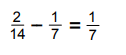 2/14 − 1/7 = 1/7